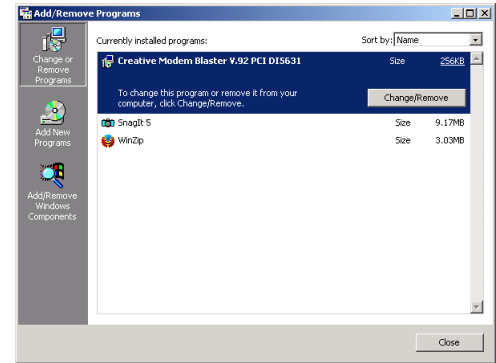 Add/Remove Programs
Change or
Remove
Programs
Add New
Programs
Add/Remove
Windows
Components
Currently installed programs:
Sort by: Name
Creative Modem Blaster V.92 PCI DI5631 Size 256KB
To change this program or remove it from your
computer, click Change/Remove.
Change/Remove
SnagIt 5 Size 9.17MB
WinZip Size 3.03MB
Close